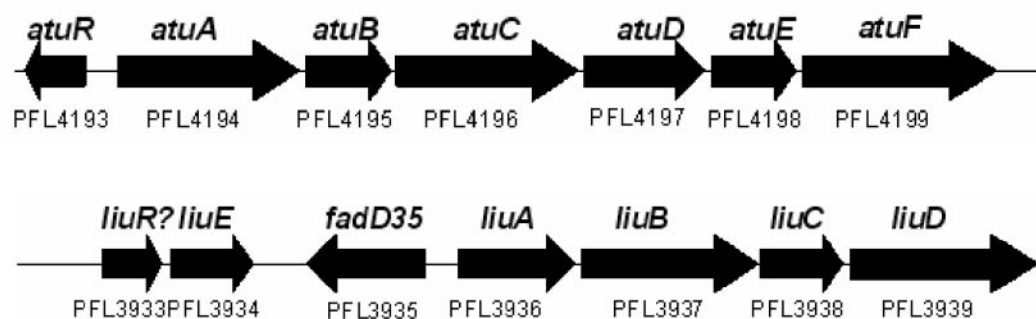 atuR atuA atuB atuC atuD atuE atuF
PFL4193 PFL4194 PFL4195 PFL4196 PFL4197 PFL4198 PFL4199
liuR? liuE fadD35 liuA liuB liuC liuD
PFL3933 PFL3934 PFL3935 PFL3936 PFL3937 PFL3938 PFL3939